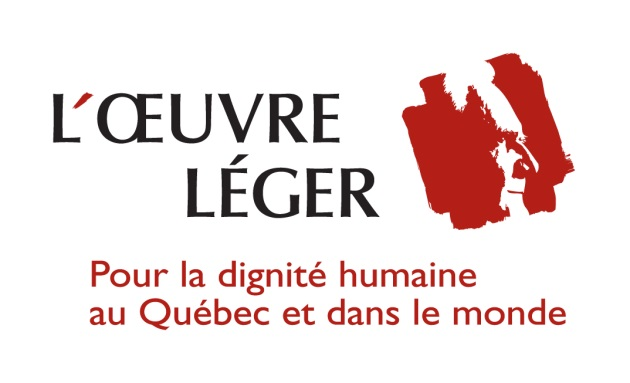 L'ŒUVRE
LÉGER
Pour la dignité humaine
au Québec et dans le monde